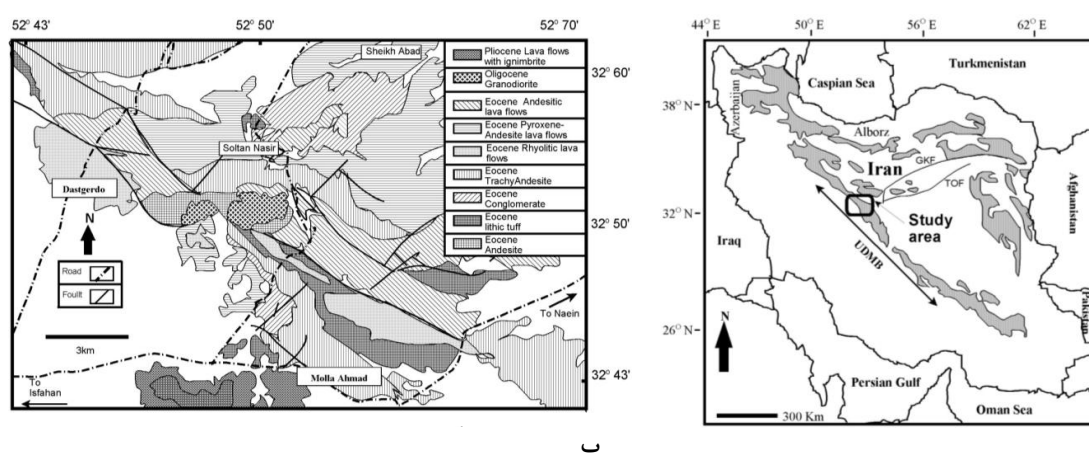 52° 43'
52° 50'
52° 70'
Sheikh Abad
Pliocene Lava flows
with ignimbrite
Oligocene
Granodiorite
Eocene Andesitic
lava flows
Eocene Pyroxene-
Andesite lava flows
Eocene Rhyolitic lava
flows
Eocene
TrachyAndesite
Eocene
Conglomerate
Eocene
lithic tuff
Eocene
Andesite
32° 60'
32° 50'
32° 43'
Soltan Nasir
Dastgerdo
N
Road
Foullt
3km
To
Isfahan
Molla Ahmad
To Naein
ب
44° E
50° E
56° E
62° E
38° N
32° N
26° N
Turkmenistan
Caspian Sea
Azerbaijan
Alborz
Iran
GKF
TOF
Afghanistan
Study
area
Iraq
UDMB
Pakistan
N
Persian Gulf
300 Km
Oman Sea